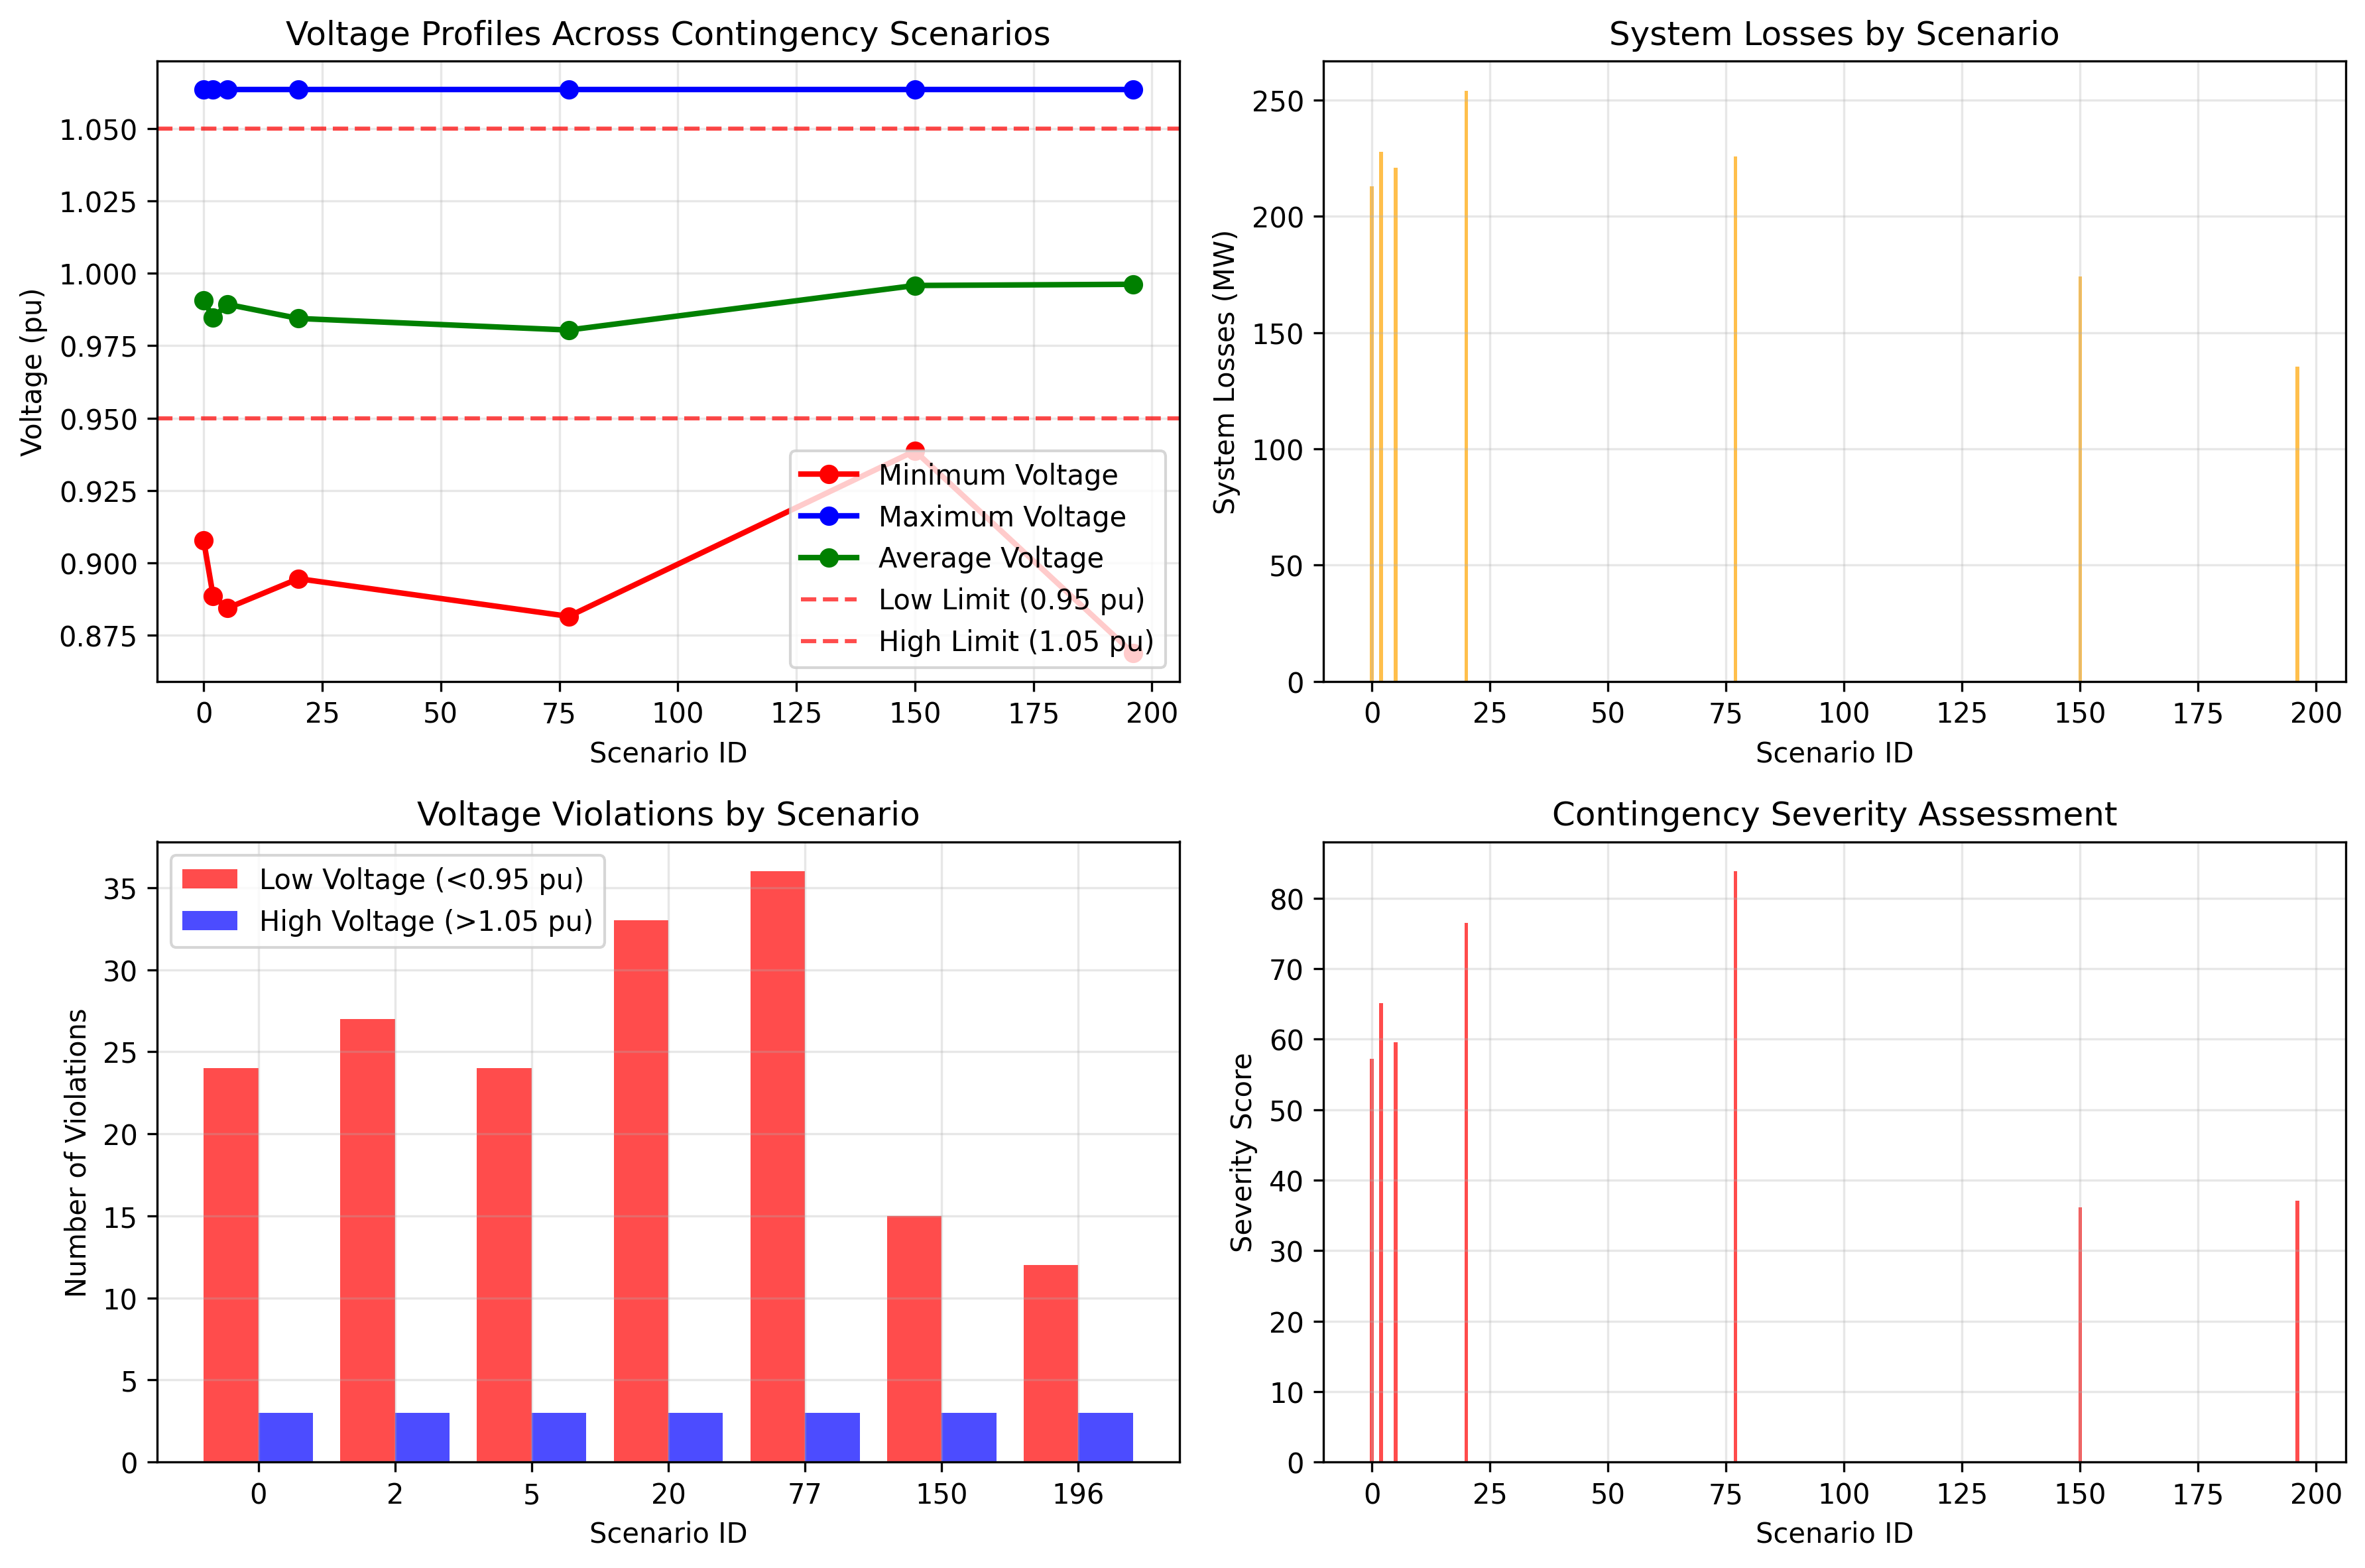 Voltage Profiles Across Contingency Scenarios
1.050
1.025
1.000
0.975
0.950
0.925
0.900
0.875
Voltage (pu)
Minimum Voltage
Maximum Voltage
Average Voltage
Low Limit (0.95 pu)
High Limit (1.05 pu)
0 25 50 75 100 125 150 175 200
Scenario ID
System Losses by Scenario
250
200
150
100
50
0
System Losses (MW)
0 25 50 75 100 125 150 175 200
Scenario ID
Voltage Violations by Scenario
Low Voltage (<0.95 pu)
High Voltage (>1.05 pu)
35
30
25
20
15
10
5
0
Number of Violations
0 2 5 20 77 150 196
Scenario ID
Contingency Severity Assessment
80
70
60
50
40
30
20
10
0
Severity Score
0 25 50 75 100 125 150 175 200
Scenario ID